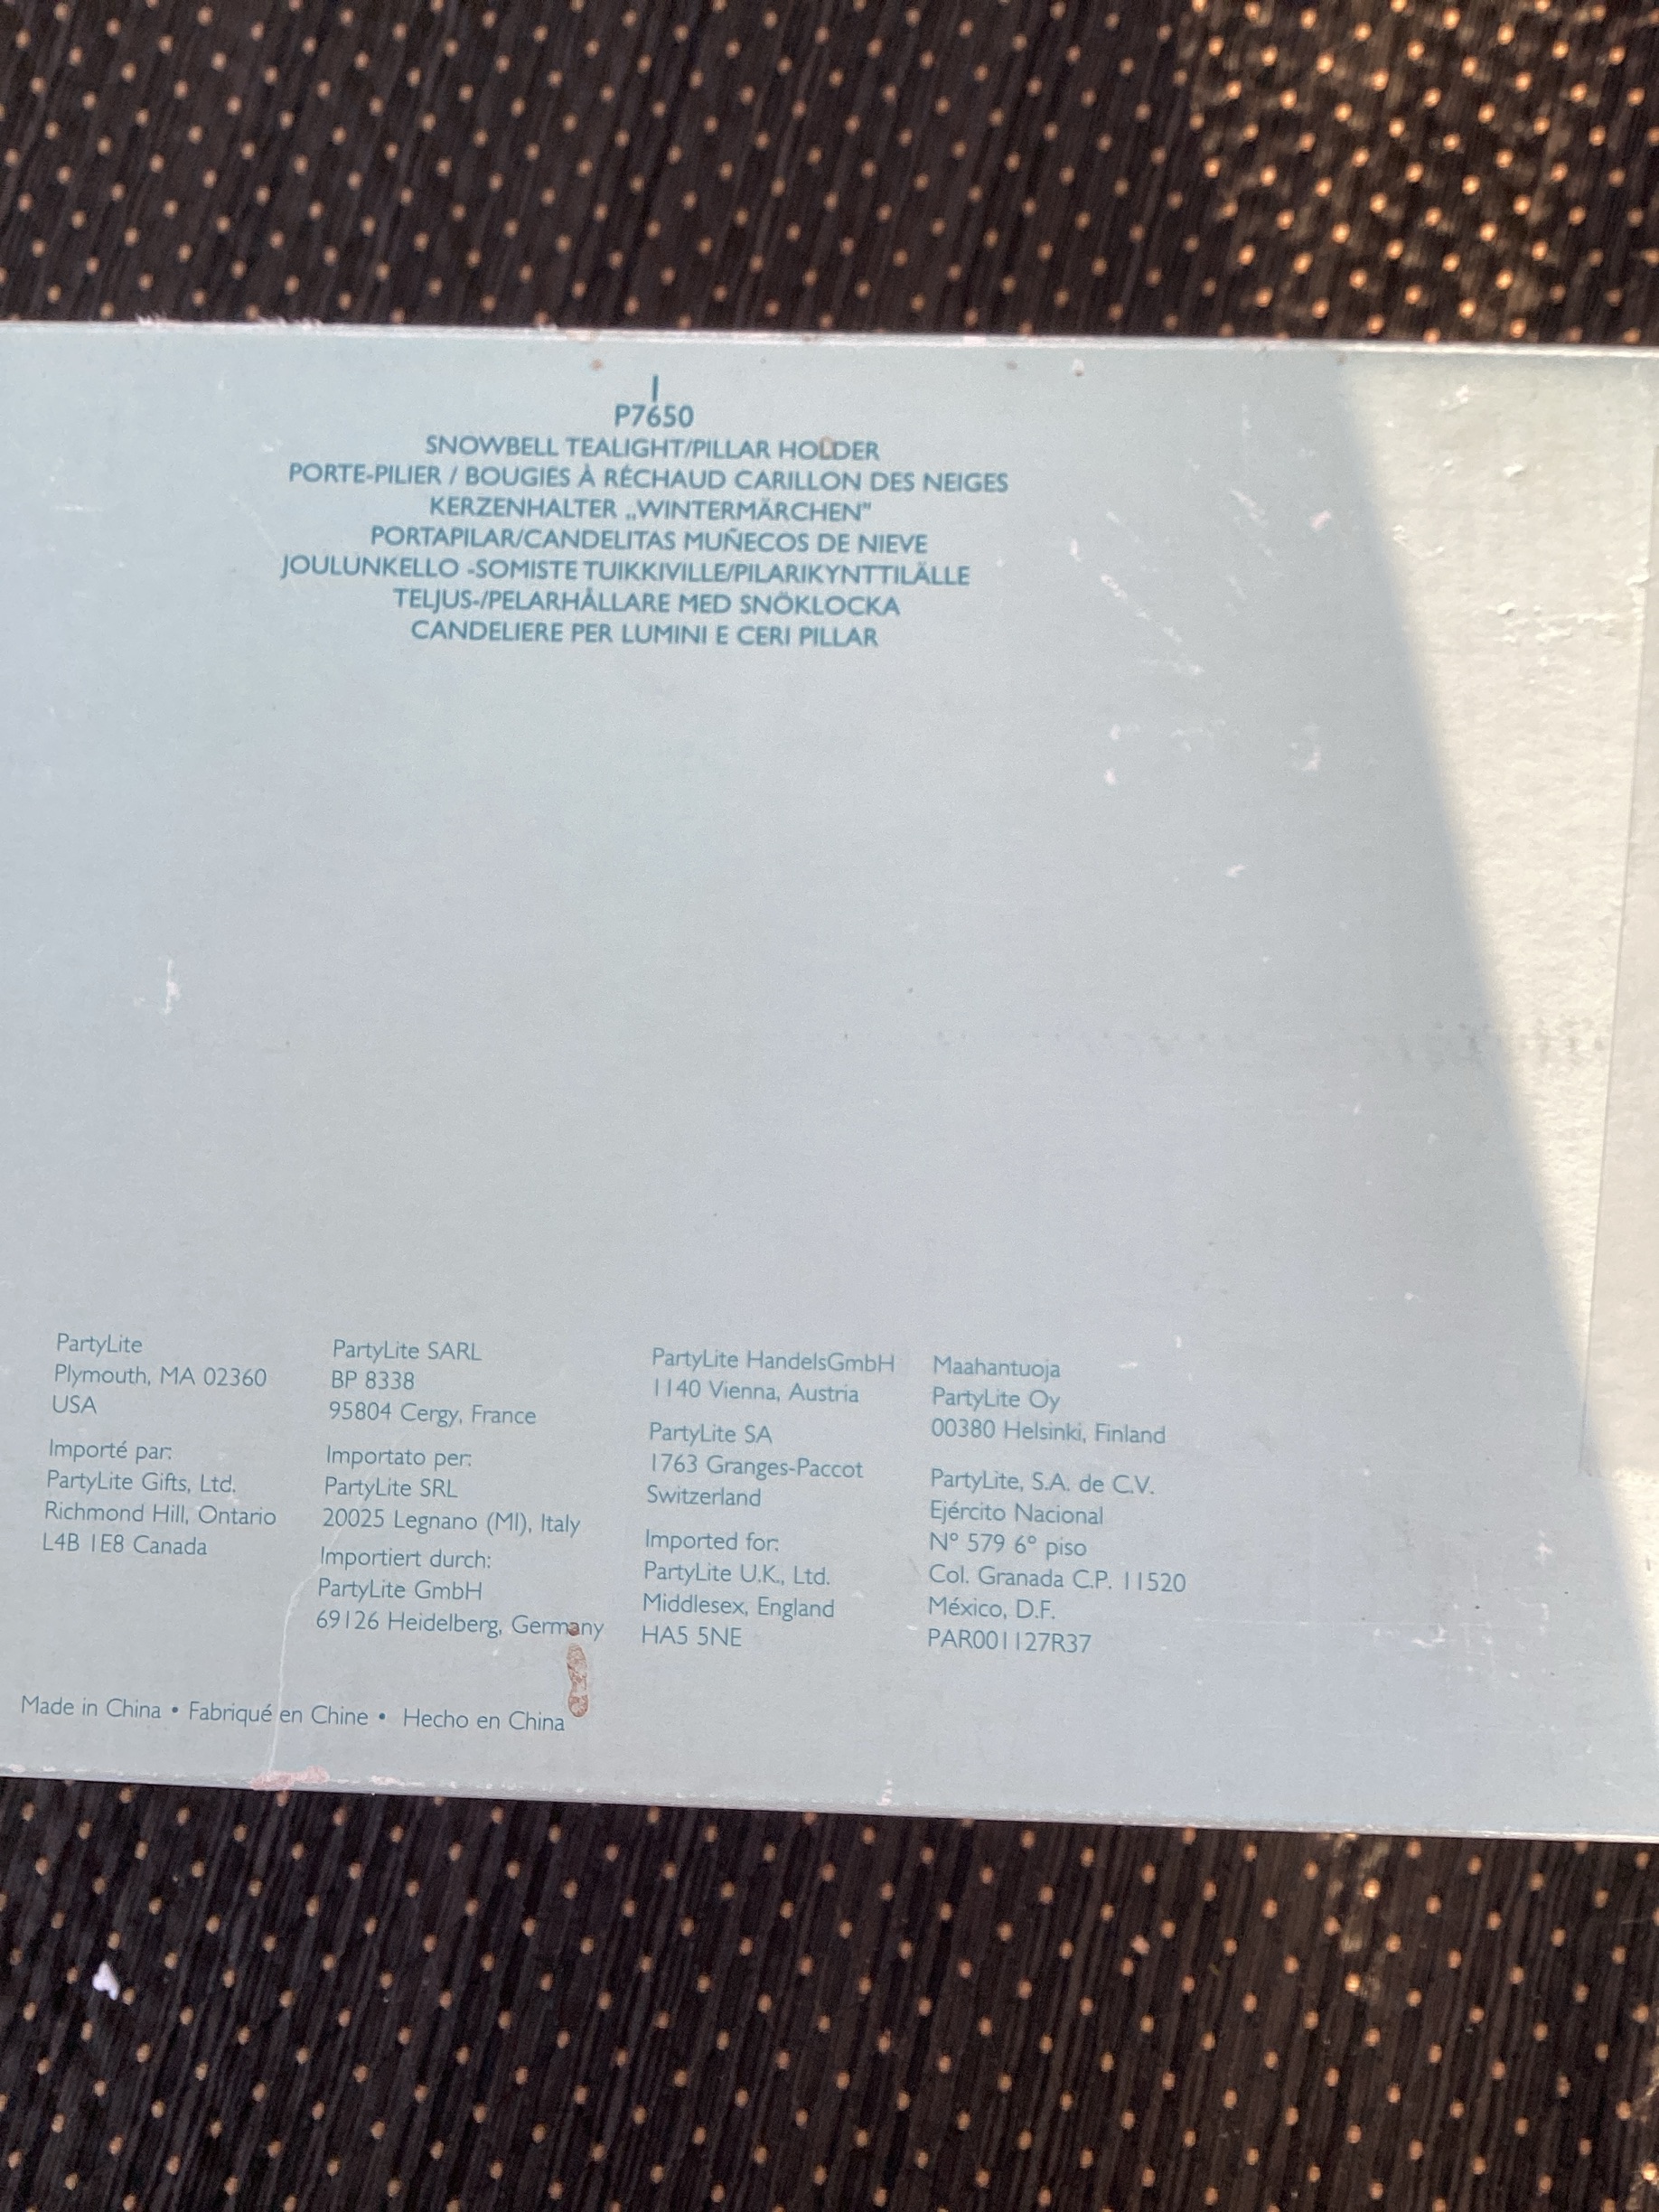 1
P7650
SNOWBELL TEALIGHT/PILLAR HOLDER
PORTE-PILIER / BOUGIES À RÉCHAUD CARILLON DES NEIGES
KERZENHALTER „WINTERMÄRCHEN"
PORTAPILAR/CANDELITAS MUÑECOS DE NIEVE
JOULUNKELLO -SOMISTE TUIKKIVILLE/PILARIKYNTTILÄLLE
TELJUS-/PELARHÅLLARE MED SNÖKLOCKA
CANDELIERE PER LUMINI E CERI PILLAR
PartyLite
Plymouth, MA 02360
USA
Importé par:
PartyLite Gifts, Ltd.
Richmond Hill, Ontario
L4B 1E8 Canada
PartyLite SARL
BP 8338
95804 Cergy, France
Importato per:
PartyLite SRL
20025 Legnano (MI), Italy
Importiert durch:
PartyLite GmbH
69126 Heidelberg, Germany
PartyLite HandelsGmbH
1140 Vienna, Austria
PartyLite SA
1763 Granges-Paccot
Switzerland
Imported for:
PartyLite U.K., Ltd.
Middlesex, England
HA5 5NE
Maahantuoja
PartyLite Oy
00380 Helsinki, Finland
PartyLite, S.A. de C.V.
Ejército Nacional
Nº 579 6º piso
Col. Granada C.P. 11520
México, D.F.
PAR001127R37
Made in China • Fabriqué en Chine • Hecho en China